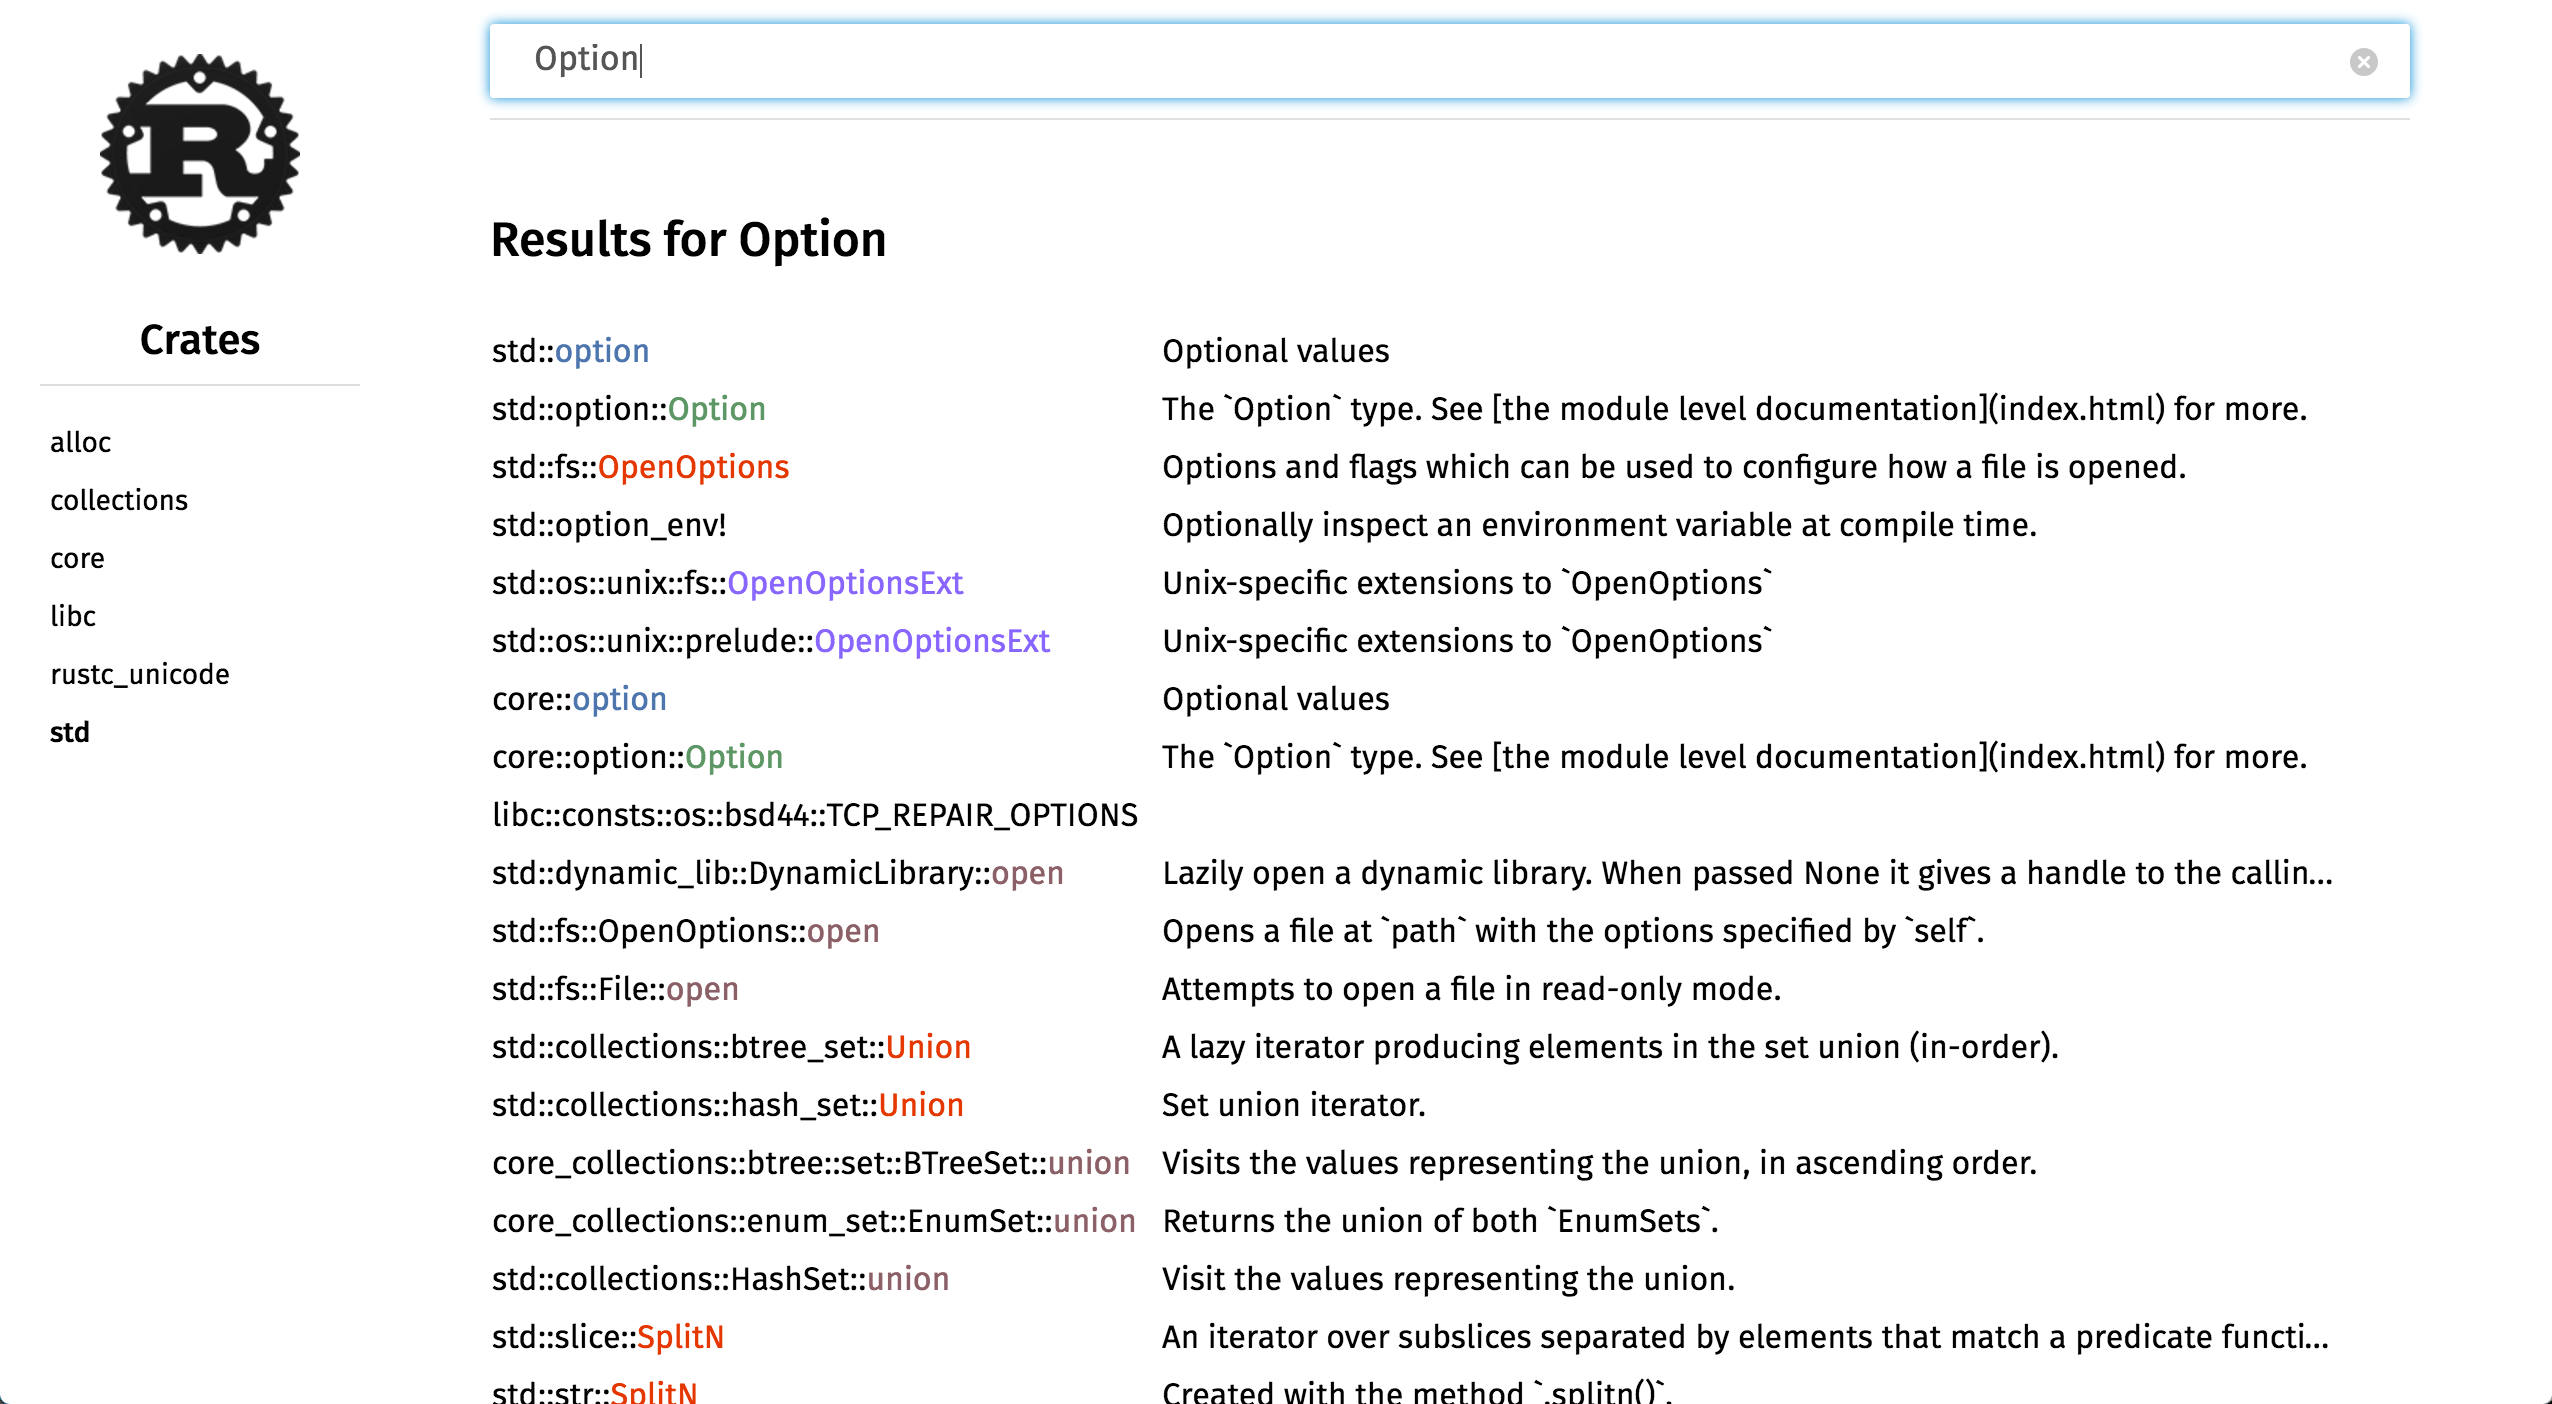 Option
Results for Option
Crates
alloc
collections
core
libc
rustc_unicode
std
std::option Optional values
std::option::Option The `Option` type. See [the module level documentation](index.html) for more.
std::fs::OpenOptions Options and flags which can be used to configure how a file is opened.
std::option_env! Optionally inspect an environment variable at compile time.
std::os::unix::fs::OpenOptionsExt Unix-specific extensions to `OpenOptions`
std::os::unix::prelude::OpenOptionsExt Unix-specific extensions to `OpenOptions`
core::option Optional values
core::option::Option The `Option` type. See [the module level documentation](index.html) for more.
libc::consts::os::bsd44::TCP_REPAIR_OPTIONS
std::dynamic_lib::DynamicLibrary::open Lazily open a dynamic library. When passed None it gives a handle to the callin...
std::fs::OpenOptions::open Opens a file at `path` with the options specified by `self`.
std::fs::File::open Attempts to open a file in read-only mode.
std::collections::btree_set::Union A lazy iterator producing elements in the set union (in-order).
std::collections::hash_set::Union Set union iterator.
core_collections::btree::set::BTreeSet::union Visits the values representing the union, in ascending order.
core_collections::enum_set::EnumSet::union Returns the union of both `EnumSets`.
std::collections::HashSet::union Visit the values representing the union.
std::slice::SplitN An iterator over subslices separated by elements that match a predicate functi...
std::str::SplitN Created with the method `.splitn()`.